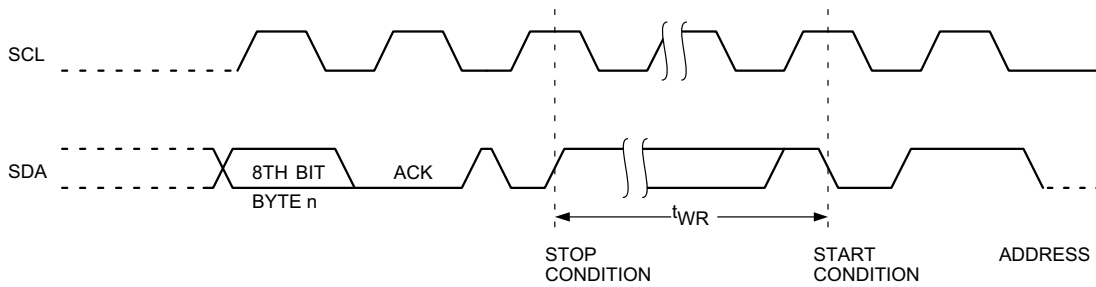 SCL
SDA
8TH BIT
ACK
BYTE n
tWR
STOP
CONDITION
START
CONDITION
ADDRESS